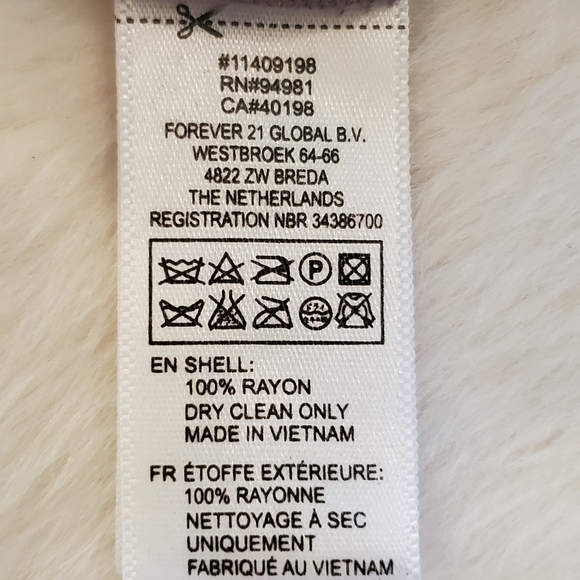 #11409198
RN#94981
CA#40198
FOREVER 21 GLOBAL B.V.
WESTBROEK 64-66
4822 ZW BREDA
THE NETHERLANDS
REGISTRATION NBR 34386700
P
EN SHELL:
100% RAYON
DRY CLEAN ONLY
MADE IN VIETNAM
FR ÉTOFFE EXTÉRIEURE:
100% RAYONNE
NETTOYAGE À SEC
UNIQUEMENT
FABRIQUÉ AU VIETNAM